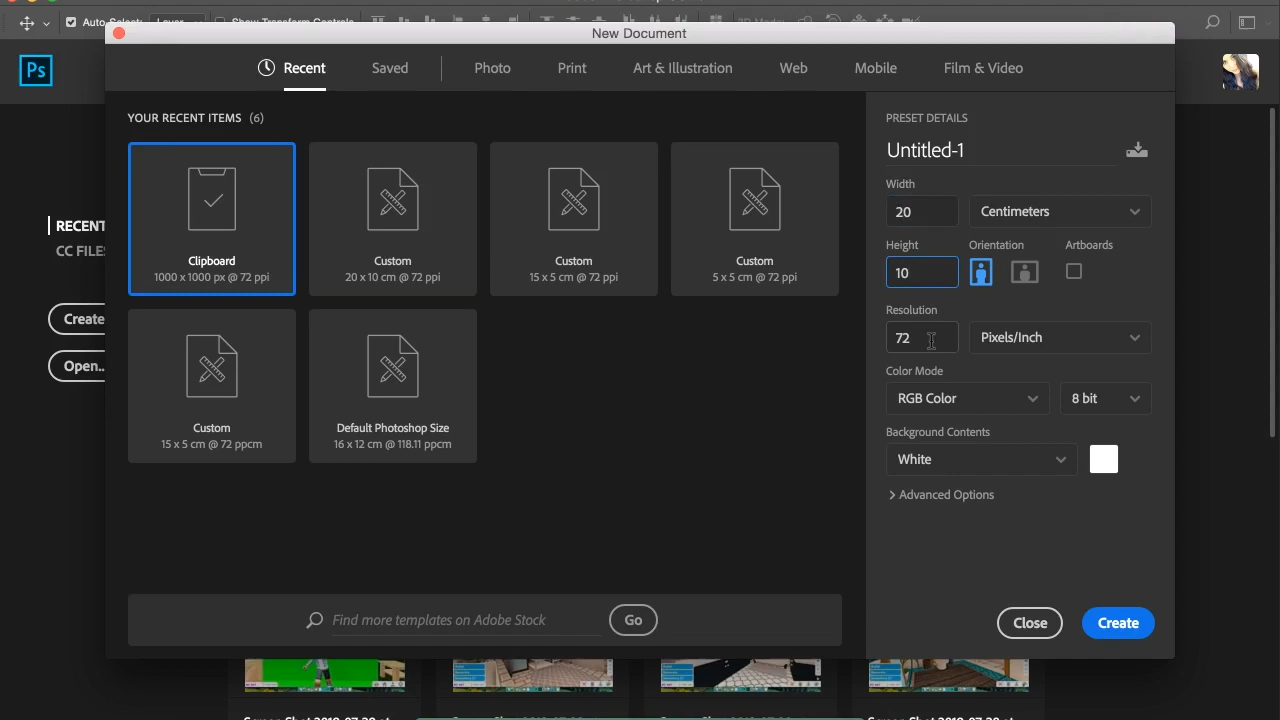 New Document
Ps
Recent Saved Photo Print Art & Illustration Web Mobile Film & Video
YOUR RECENT ITEMS (6)
Clipboard
1000 x 1000 px @ 72 ppi
Custom
20 x 10 cm @ 72 ppi
Custom
15 x 5 cm @ 72 ppi
Custom
5 x 5 cm @ 72 ppi
Custom
15 x 5 cm @ 72 ppcm
Default Photoshop Size
16 x 12 cm @ 118.11 ppcm
RECENT
CC FILES
Create
Open..
Find more templates on Adobe Stock
Go
PRESET DETAILS
Untitled-1
Width
20 Centimeters
Height Orientation Artboards
10
Resolution
72 Pixels/Inch
Color Mode
RGB Color 8 bit
Background Contents
White
Advanced Options
Close Create